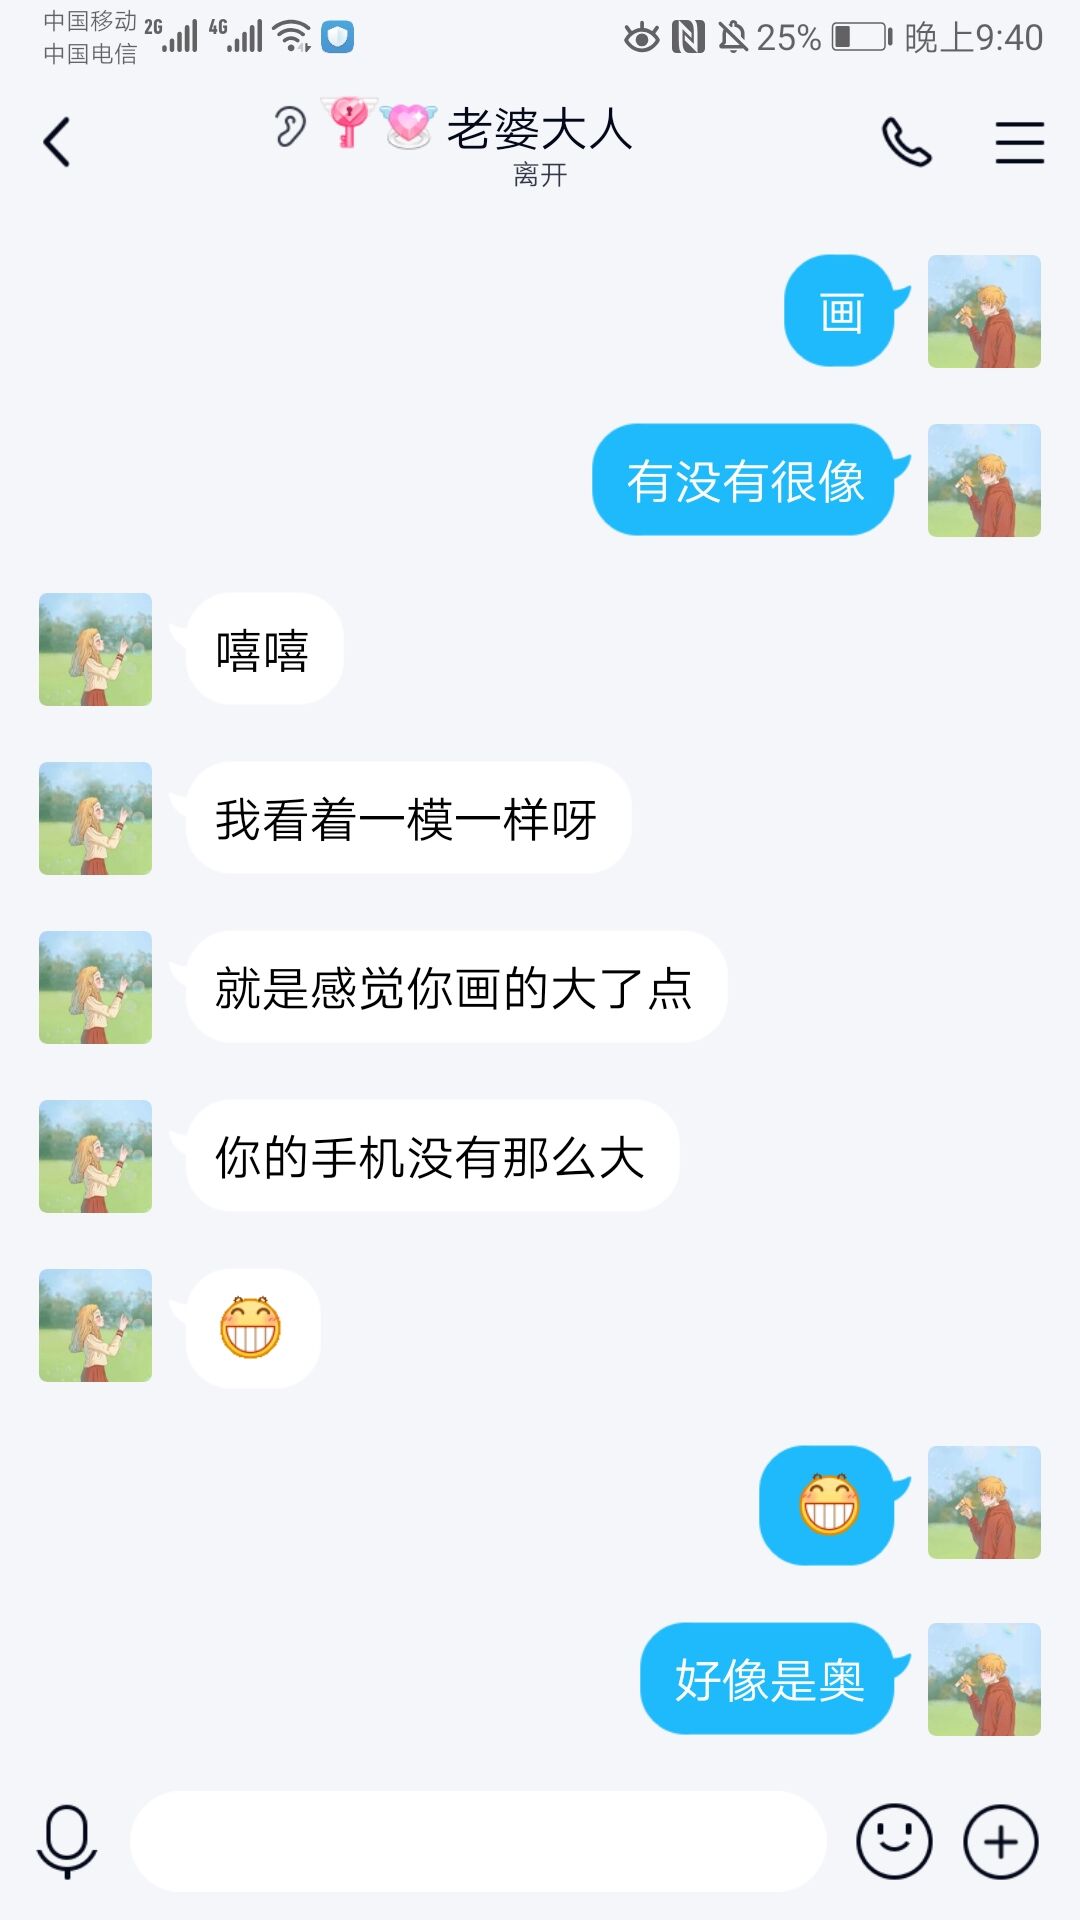 中国移动 2G 4G 25% 晚上9:40
中国电信
老婆大人
离开
画
有没有很像
嘻嘻
我看着一模一样呀
就是感觉你画的大了点
你的手机没有那么大
好像是奥